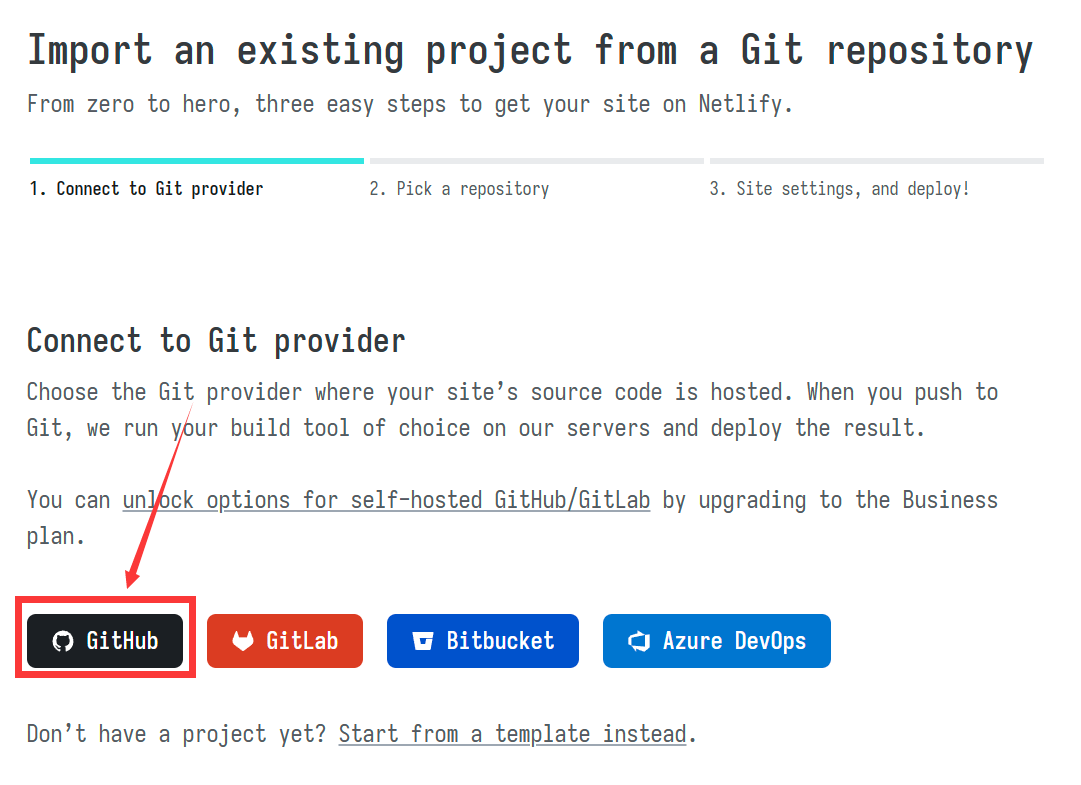 Import an existing project from a Git repository
From zero to hero, three easy steps to get your site on Netlify.
1. Connect to Git provider
2. Pick a repository
3. Site settings, and deploy!
Connect to Git provider
Choose the Git provider where your site’s source code is hosted. When you push to
Git, we run your build tool of choice on our servers and deploy the result.
You can unlock options for self-hosted GitHub/GitLab by upgrading to the Business
plan.
GitHub
GitLab
Bitbucket
Azure DevOps
Don’t have a project yet? Start from a template instead.